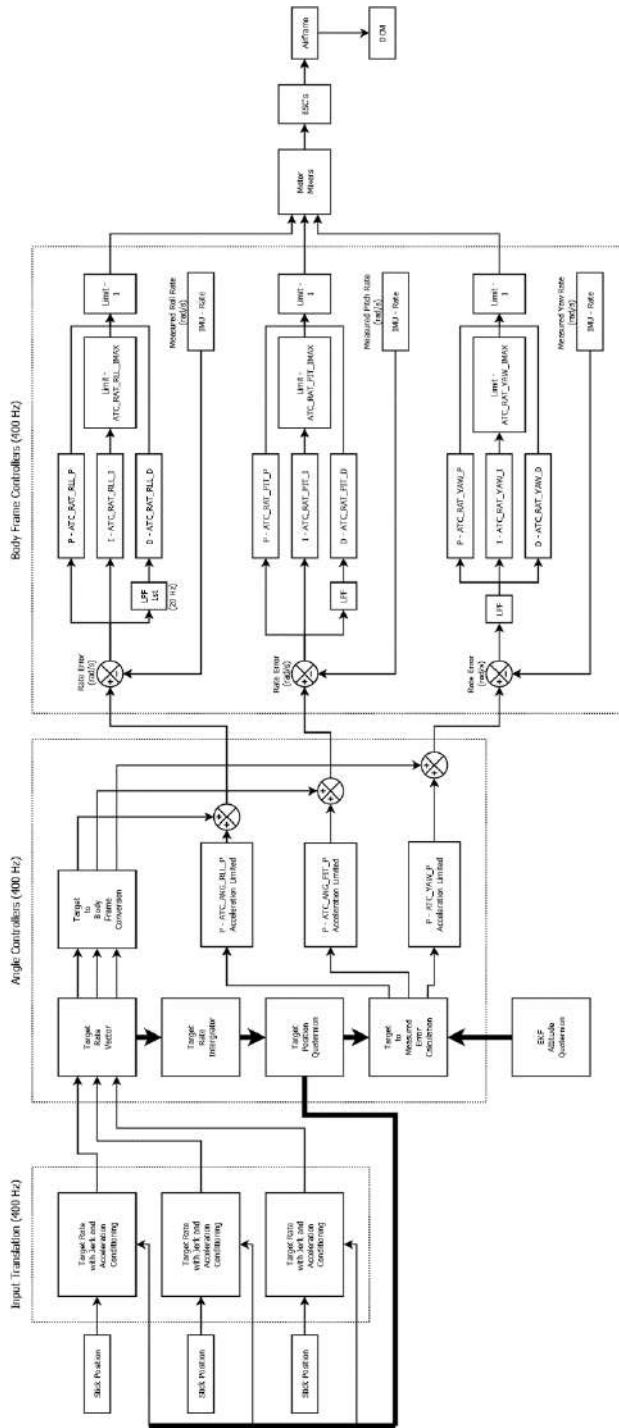 Input Translation (400 Hz)
Stick Position
Target Rate
with Jerk and
Acceleration
Conditioning
Stick Position
Target Rate
with Jerk and
Acceleration
Conditioning
Stick Position
Target Rate
with Jerk and
Acceleration
Conditioning
Angle Controllers (400 Hz)
Target
Rate
Vector
Target
to
Body
Frame
Conversion
Target
Rate
Intergrator
Target
Position
Quaternion
Target
to
Measured
Error
Calculation
EKF
Attitude
Quaternion
P - ATC_ANG_RLL_P
Acceleration Limited
P - ATC_ANG_PIT_P
Acceleration Limited
P - ATC_YAW_P
Acceleration Limited
+
+
+
+
+
+
Body Frame Controllers (400 Hz)
Rate Error
(rad/s)
+
-
P - ATC_RAT_RLL_P
I - ATC_RAT_RLL_I
LPF
(20 Hz)
D - ATC_RAT_RLL_D
Limit -
ATC_RAT_RLL_IMAX
Limit -
1
Measured Roll Rate
(rad/s)
IMU - Rate
Rate Error
(rad/s)
+
-
P - ATC_RAT_PIT_P
I - ATC_RAT_PIT_I
LPF
D - ATC_RAT_PIT_D
Limit -
ATC_RAT_PIT_IMAX
Limit -
1
Measured Pitch Rate
(rad/s)
IMU - Rate
Rate Error
(rad/s)
+
-
LPF
P - ATC_RAT_YAW_P
I - ATC_RAT_YAW_I
D - ATC_RAT_YAW_D
Limit -
ATC_RAT_YAW_IMAX
Limit -
1
Measured Yaw Rate
(rad/s)
IMU - Rate
Motor
Mixers
ESC's
Airframe
DCM